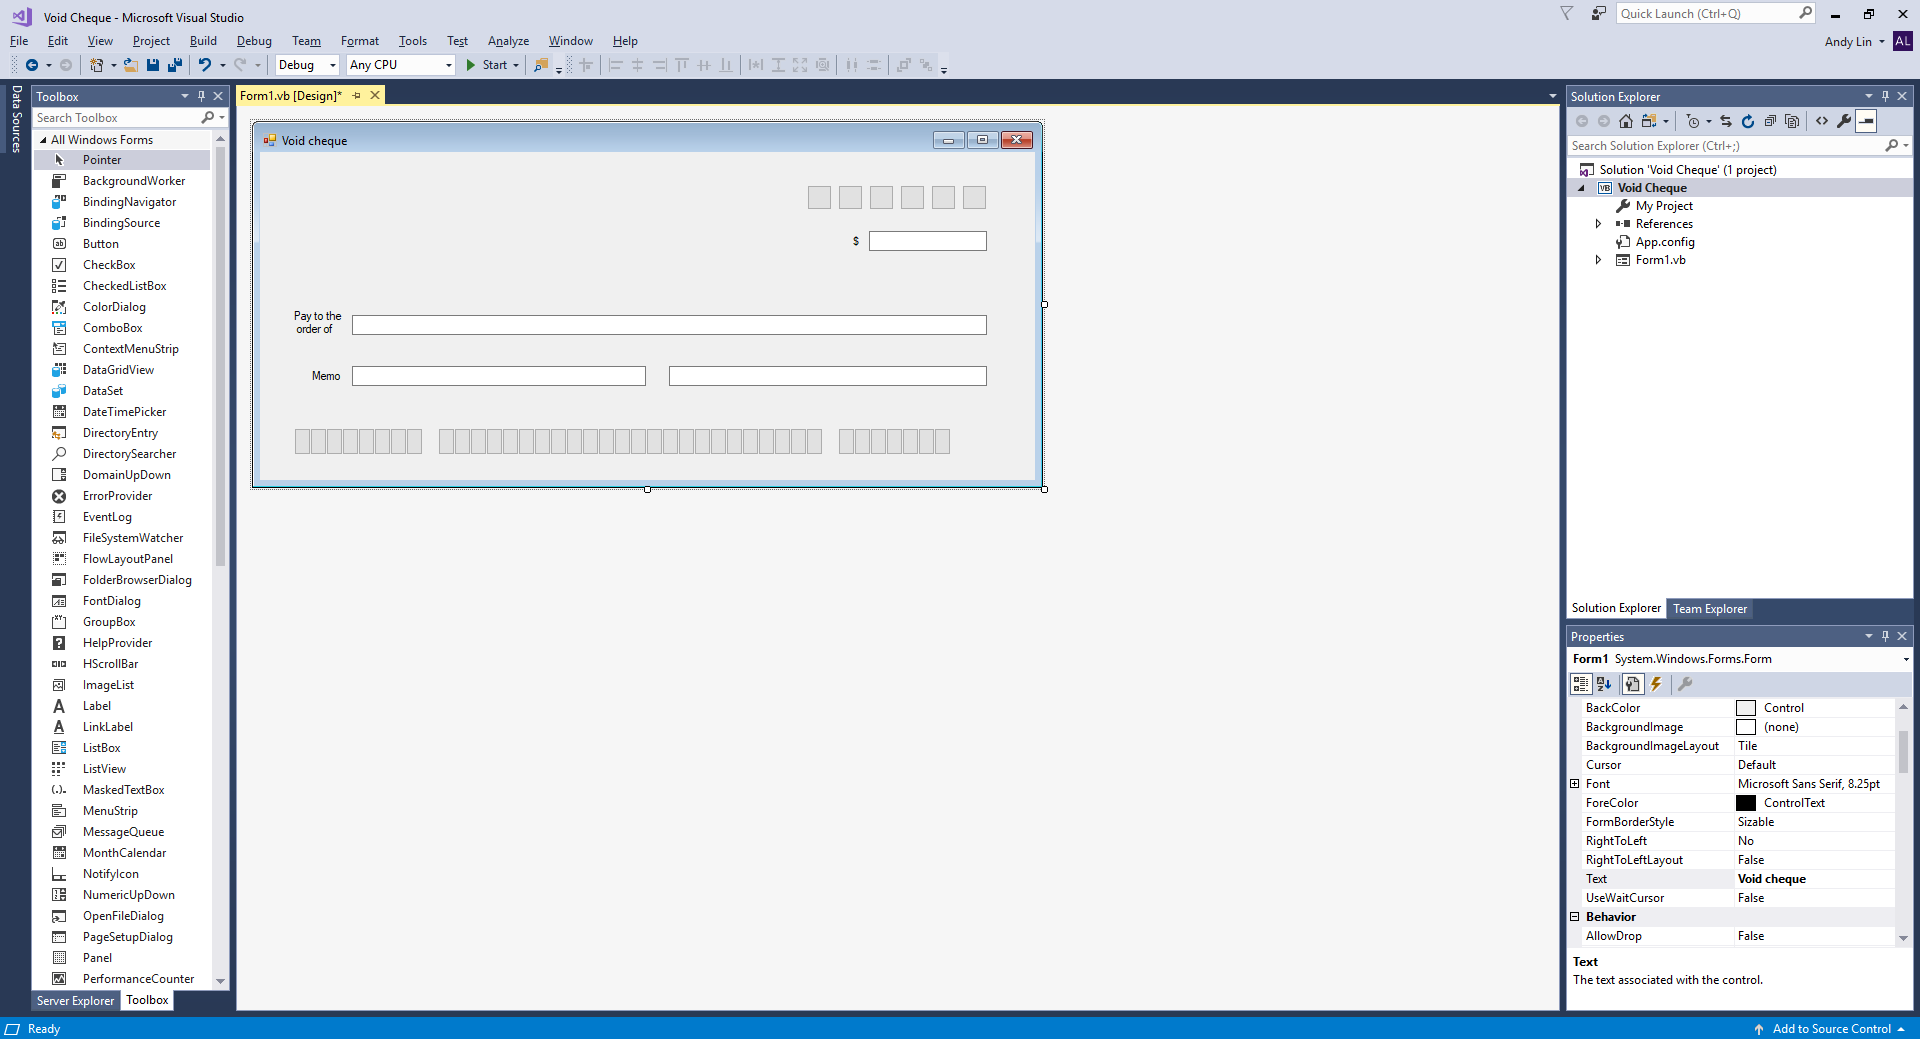 Void Cheque - Microsoft Visual Studio
Quick Launch (Ctrl+Q)
File Edit View Project Build Debug Team Format Tools Test Analyze Window Help
Andy Lin AL
Debug Any CPU Start
Data Sources
Toolbox
Search Toolbox
All Windows Forms
Pointer
BackgroundWorker
BindingNavigator
BindingSource
Button
CheckBox
CheckedListBox
ColorDialog
ComboBox
ContextMenuStrip
DataGridView
DataSet
DateTimePicker
DirectoryEntry
DirectorySearcher
DomainUpDown
ErrorProvider
EventLog
FileSystemWatcher
FlowLayoutPanel
FolderBrowserDialog
FontDialog
GroupBox
HelpProvider
HScrollBar
ImageList
Label
LinkLabel
ListBox
ListView
MaskedTextBox
MenuStrip
MessageQueue
MonthCalendar
NotifyIcon
NumericUpDown
OpenFileDialog
PageSetupDialog
Panel
PerformanceCounter
Server Explorer Toolbox
Form1.vb [Design]*
Void cheque
$
Pay to the
order of
Memo
Solution Explorer
Search Solution Explorer (Ctrl+;)
Solution 'Void Cheque' (1 project)
VB Void Cheque
My Project
References
App.config
Form1.vb
Solution Explorer Team Explorer
Properties
Form1 System.Windows.Forms.Form
BackColor Control
BackgroundImage (none)
BackgroundImageLayout Tile
Cursor Default
Font Microsoft Sans Serif, 8.25pt
ForeColor ControlText
FormBorderStyle Sizable
RightToLeft No
RightToLeftLayout False
Text Void cheque
UseWaitCursor False
Behavior
AllowDrop False
Text
The text associated with the control.
Ready
Add to Source Control